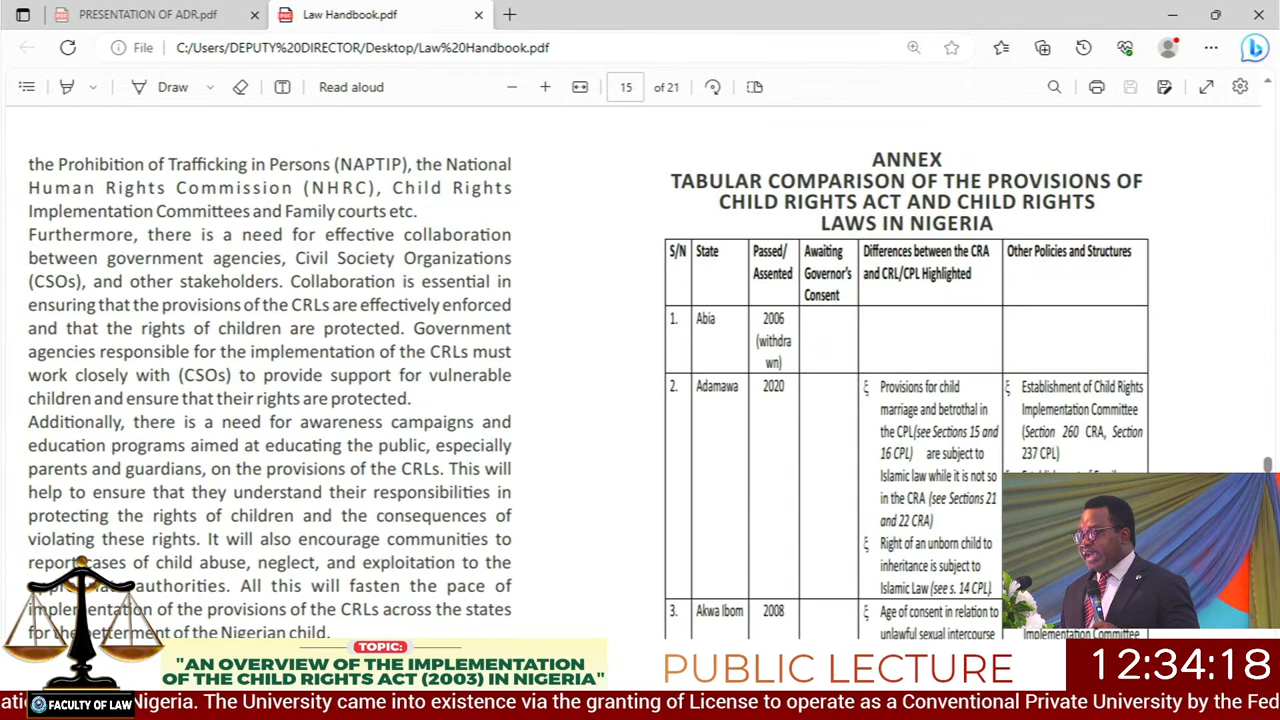 PRESENTATION OF ADR.pdf
Law Handbook.pdf
File
C:/Users/DEPUTY%20DIRECTOR/Desktop/Law%20Handbook.pdf
Draw
Read aloud
15
of 21
the Prohibition of Trafficking in Persons (NAPTIP), the National
Human Rights Commission (NHRC), Child Rights
Implementation Committees and Family courts etc.
Furthermore, there is a need for effective collaboration
between government agencies, Civil Society Organizations
(CSOs), and other stakeholders. Collaboration is essential in
ensuring that the provisions of the CRLs are effectively enforced
and that the rights of children are protected. Government
agencies responsible for the implementation of the CRLs must
work closely with (CSOs) to provide support for vulnerable
children and ensure that their rights are protected.
Additionally, there is a need for awareness campaigns and
education programs aimed at educating the public, especially
parents and guardians, on the provisions of the CRLs. This will
help to ensure that they understand their responsibilities in
protecting the rights of children and the consequences of
violating these rights. It will also encourage communities to
report cases of child abuse, neglect, and exploitation to the
authorities. All this will fasten the pace of
implementation of the provisions of the CRLs across the states
for the betterment of the Nigerian child.
ANNEX
TABULAR COMPARISON OF THE PROVISIONS OF
CHILD RIGHTS ACT AND CHILD RIGHTS
LAWS IN NIGERIA
S/N
State
Passed/
Assented
Awaiting
Governor's
Consent
Differences between the CRA
and CRL/CPL Highlighted
Other Policies and Structures
1.
Abia
2006
(withdra
wn)
2.
Adamawa
2020
ξ Provisions for child
marriage and betrothal in
the CPL(see Sections 15 and
16 CPL) are subject to
Islamic law while it is not so
in the CRA (see Sections 21
and 22 CRA)
ξ Right of an unborn child to
inheritance is subject to
Islamic Law (see s. 14 CPL).
ξ Establishment of Child Rights
Implementation Committee
(Section 260 CRA, Section
237 CPL)
3.
Akwa Ibom
2008
ξ Age of consent in relation to
unlawful sexual intercourse
Implementation Committee
TOPIC:
"AN OVERVIEW OF THE IMPLEMENTATION
OF THE CHILD RIGHTS ACT (2003) IN NIGERIA"
PUBLIC LECTURE
12:34:18
FACULTY OF LAW
Nigeria. The University came into existence via the granting of License to operate as a Conventional Private University by the Fed